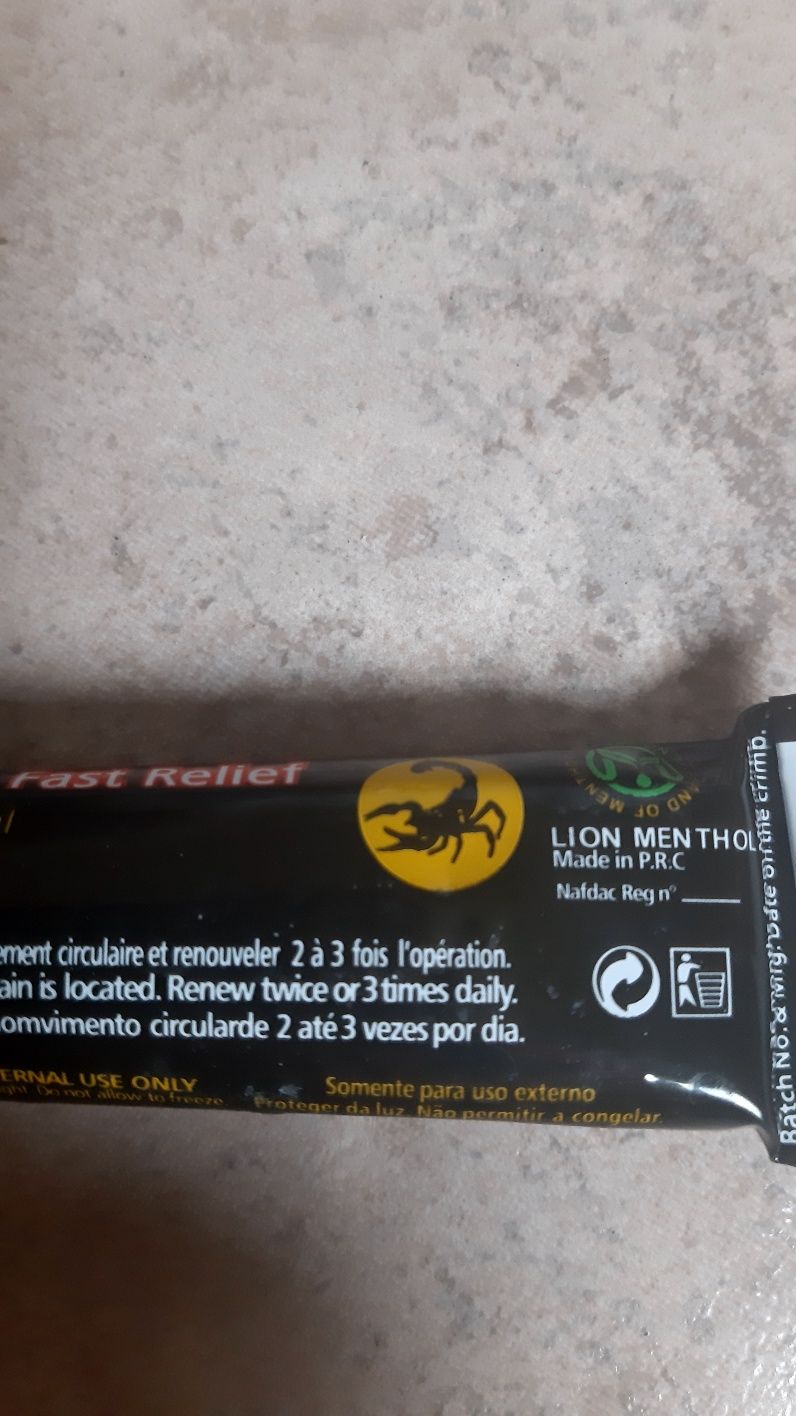 Fast Relief
LION MENTHOL
Made in P.R.C
Nafdac Reg n° ______
ement circulaire et renouveler 2 à 3 fois l'opération.
ain is located. Renew twice or 3 times daily.
omvimento circularde 2 até 3 vezes por dia.
ERNAL USE ONLY
ght Do not allow to freeze
Somente para uso externo
Proteger da luz. Não permitir a congelar.
Batch No. & Mfg. Date on the crimp.